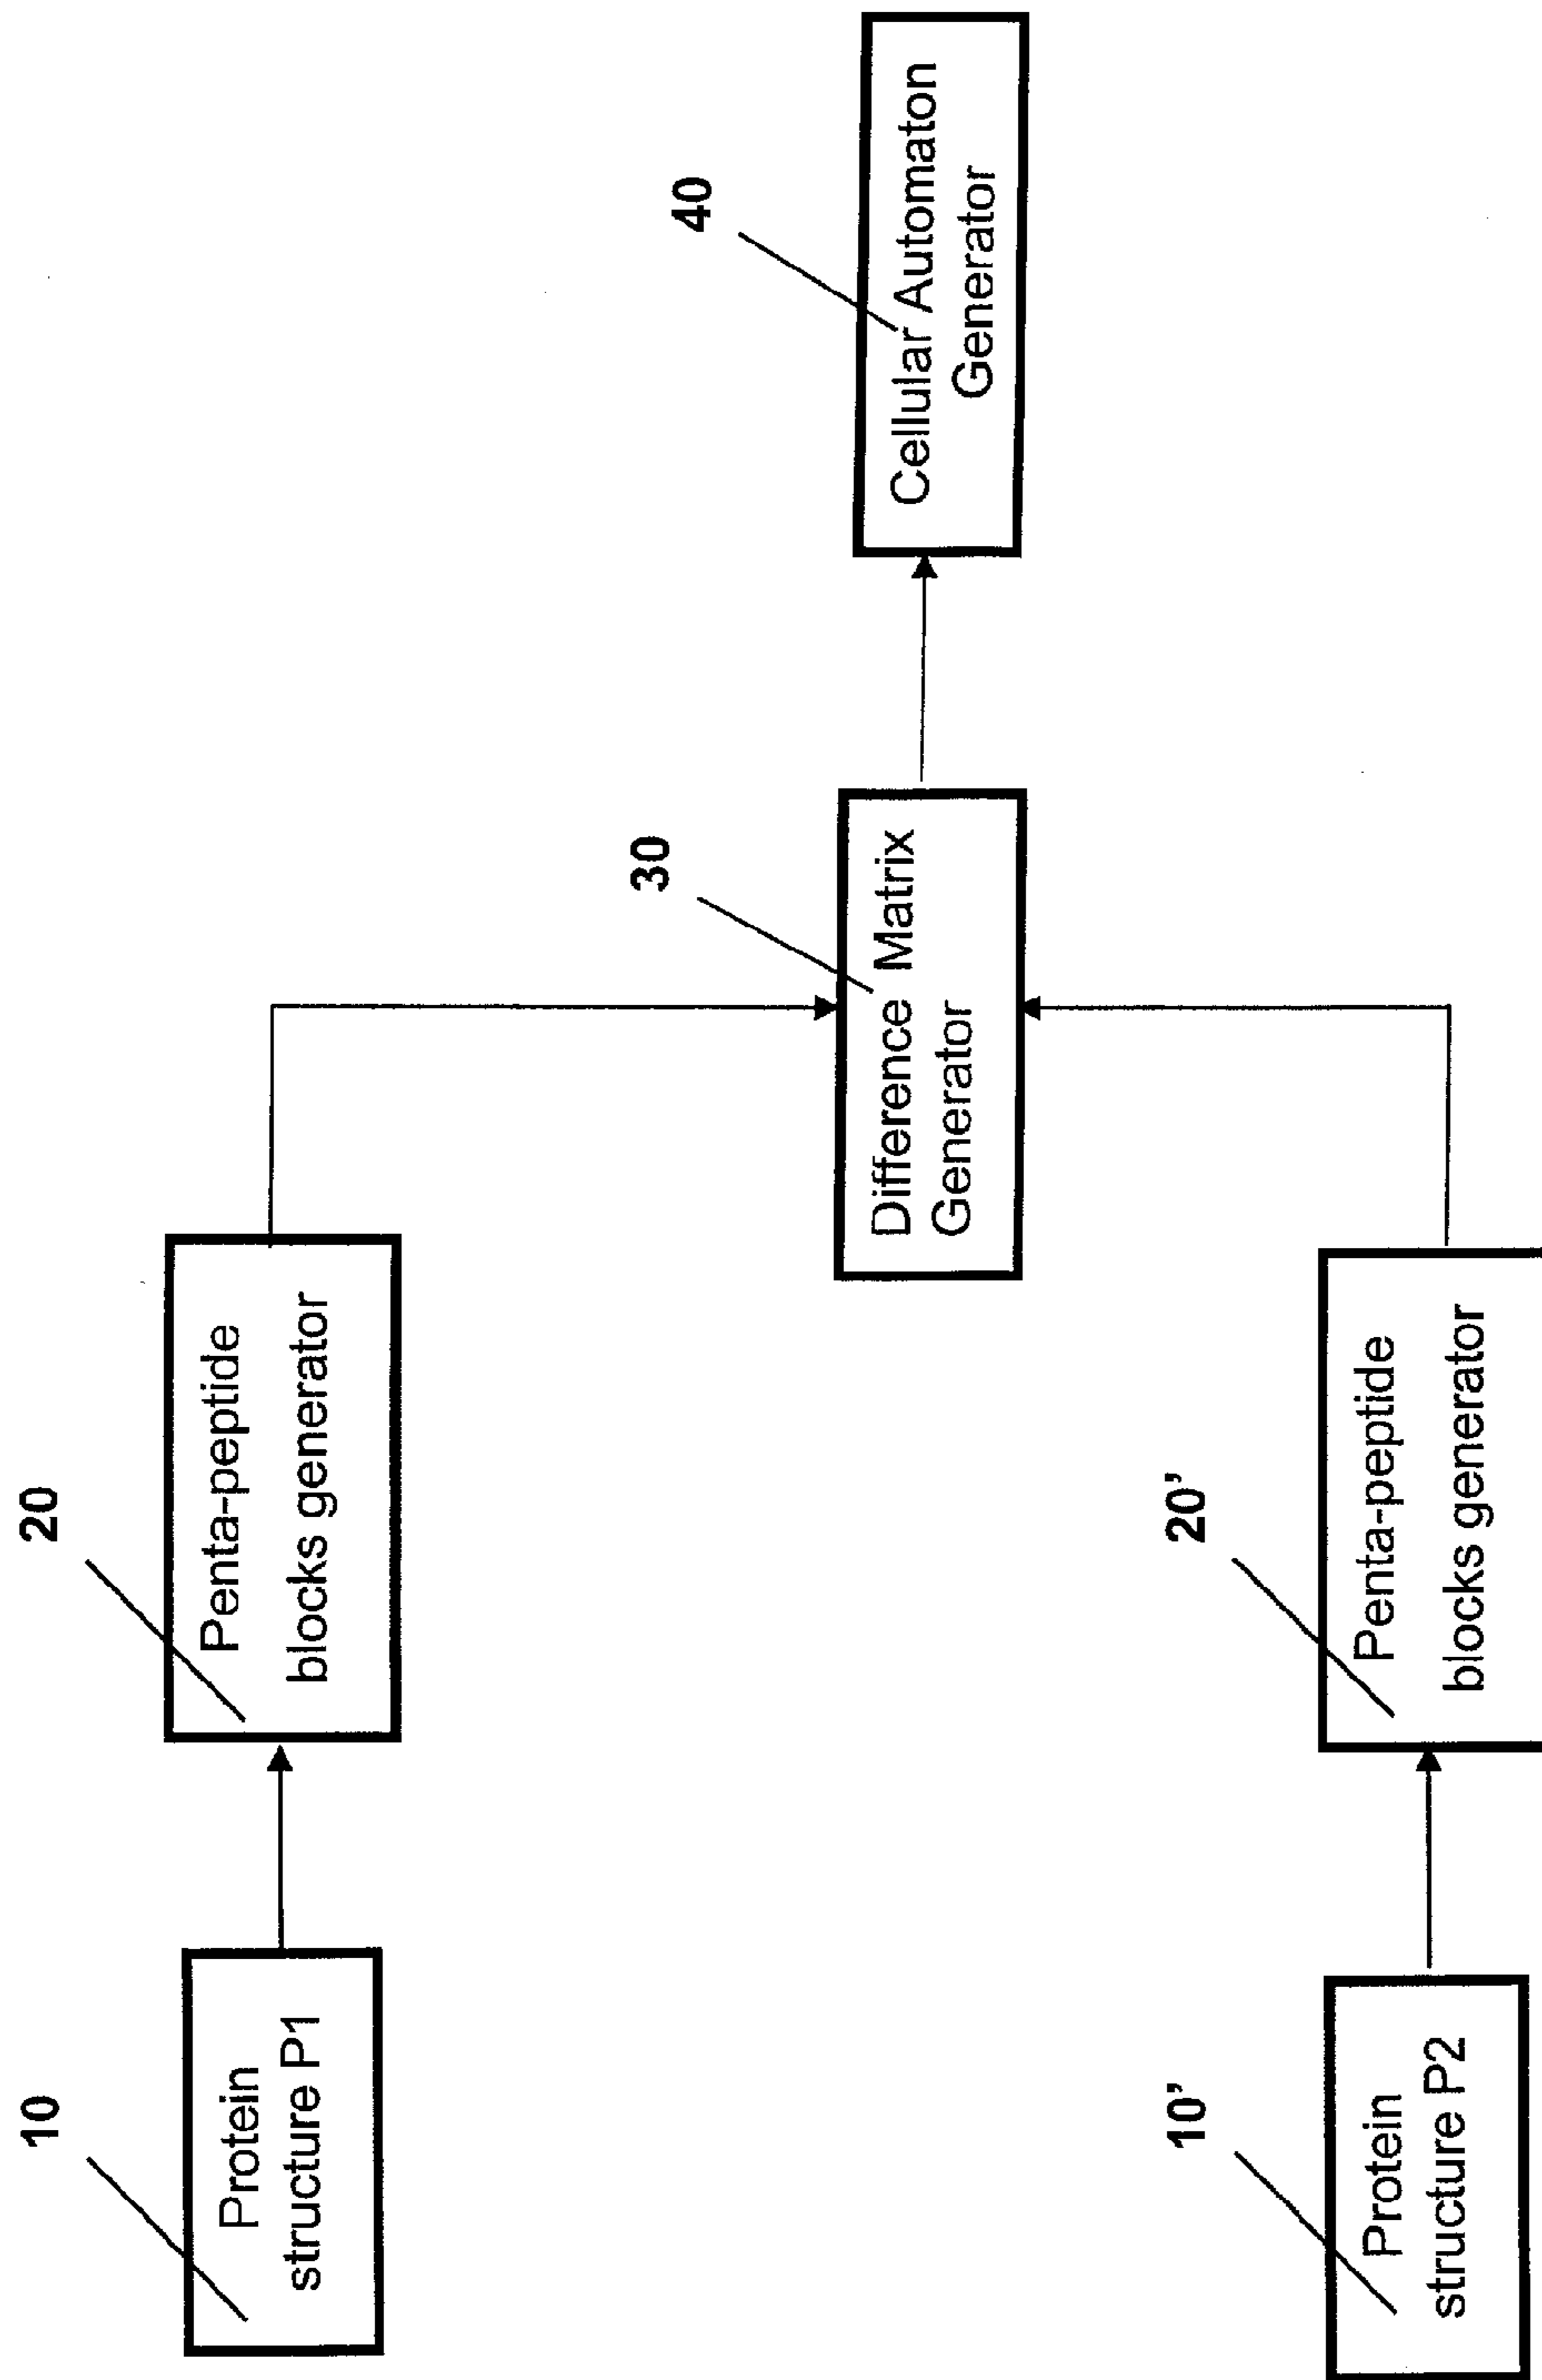 10
Protein
structure P1
20
Penta-peptide
blocks generator
30
Difference Matrix
Generator
40
Cellular Automaton
Generator
10’
Protein
structure P2
20’
Penta-peptide
blocks generator